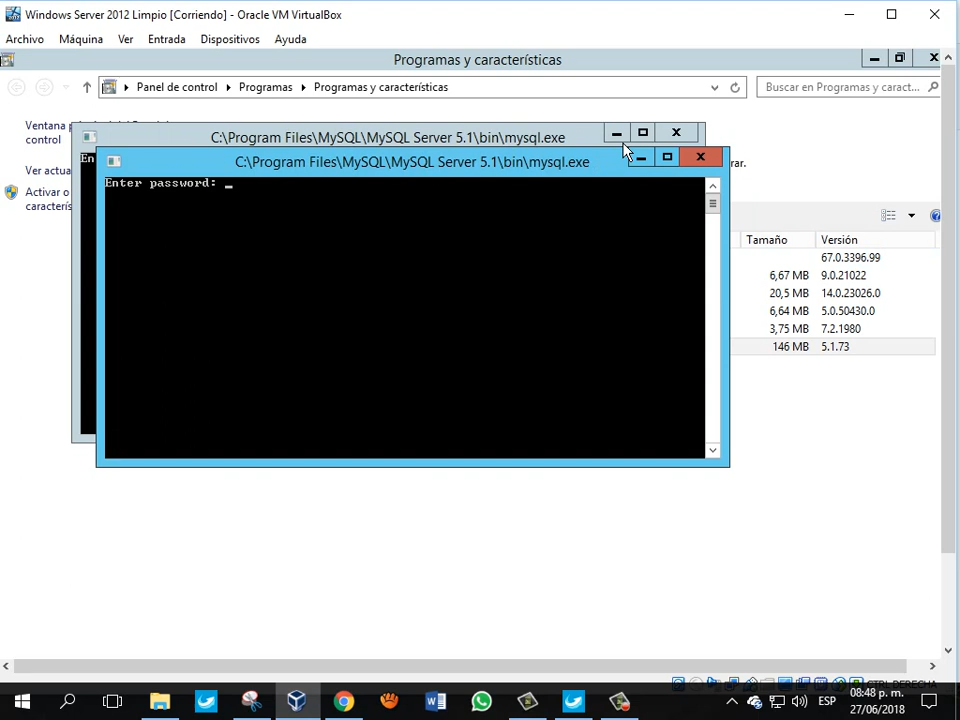 Windows Server 2012 Limpio [Corriendo] - Oracle VM VirtualBox
Archivo Máquina Ver Entrada Dispositivos Ayuda
Programas y características
Panel de control Programas Programas y características
Buscar en Programas y caract...
Ventana
control
C:\Program Files\MySQL\MySQL Server 5.1\bin\mysql.exe
C:\Program Files\MySQL\MySQL Server 5.1\bin\mysql.exe
rar.
Ver actua
En
Enter password:
Activar o
caracterís
Tamaño Versión
67.0.3396.99
6,67 MB 9.0.21022
20,5 MB 14.0.23026.0
6,64 MB 5.0.50430.0
3,75 MB 7.2.1980
146 MB 5.1.73
CTRL DERECHA
ESP
08:48 p. m.
27/06/2018